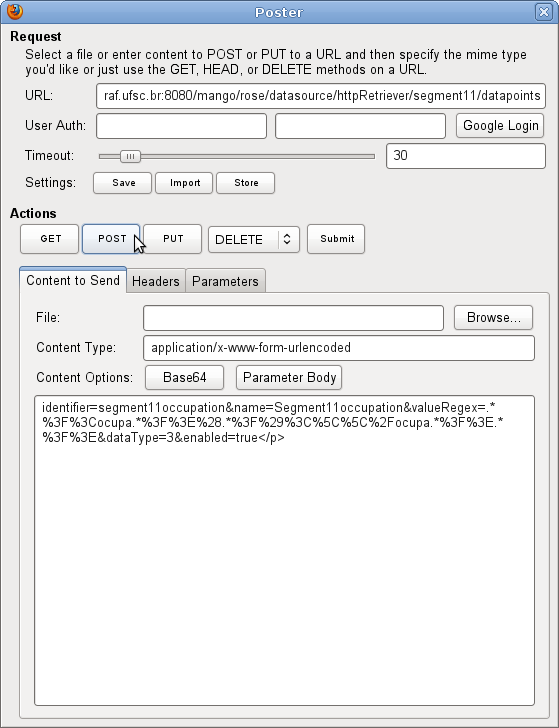 Poster
Request
Select a file or enter content to POST or PUT to a URL and then specify the mime type
you'd like or just use the GET, HEAD, or DELETE methods on a URL.
URL: raf.ufsc.br:8080/mango/rose/datasource/httpRetriever/segment11/datapoints
User Auth: Google Login
Timeout: 30
Settings: Save Import Store
Actions
GET POST PUT DELETE Submit
Content to Send Headers Parameters
File: Browse...
Content Type: application/x-www-form-urlencoded
Content Options: Base64 Parameter Body
identifier=segment11occupation&name=Segment11occupation&valueRegex=.*
%3F%3Cocupa.*%3F%3E%28.*%3F%29%3C%5C%5C%2Focupa.*%3F%3E.*
%3F%3E&dataType=3&enabled=true</p>